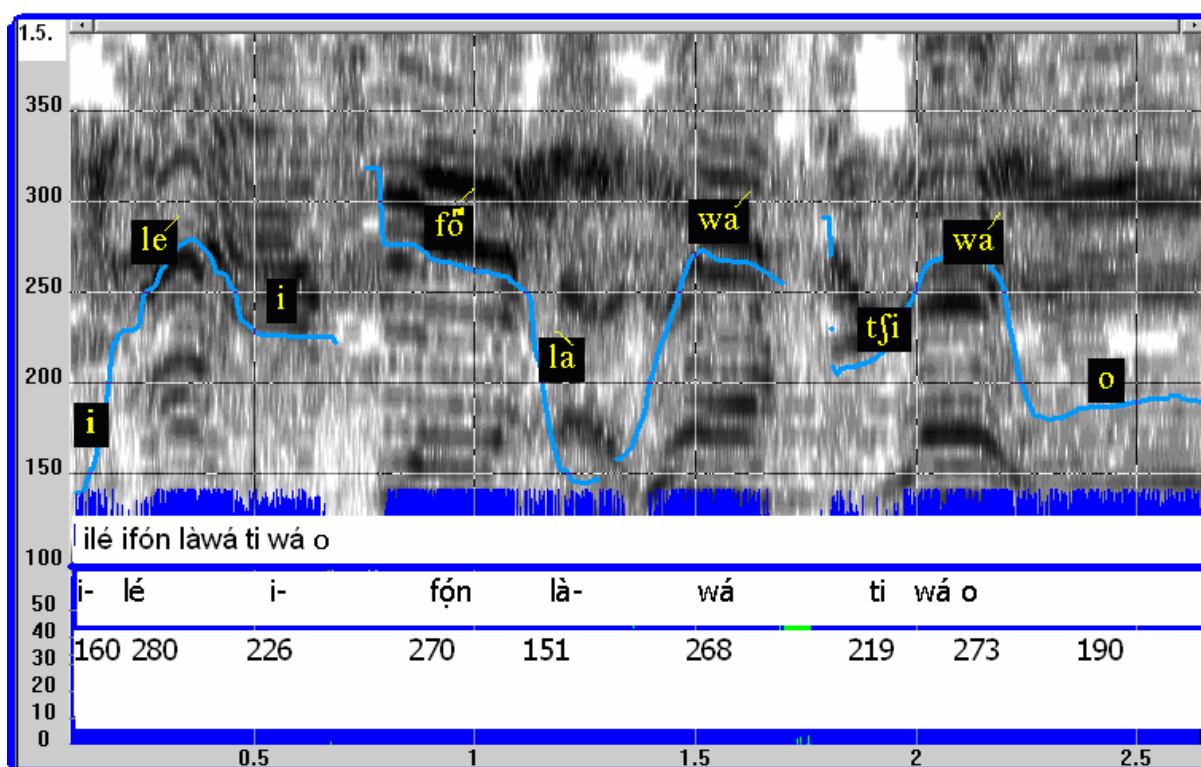 1.5.
350
300
250
200
150
100
50
40
30
20
10
0
i
le
i
fõ
la
wa
tʃi
wa
o
ilé ifón làwá ti wá o
i- lé i- fọ́n là- wá ti wá o
160 280 226 270 151 268 219 273 190
0.5 1 1.5 2 2.5